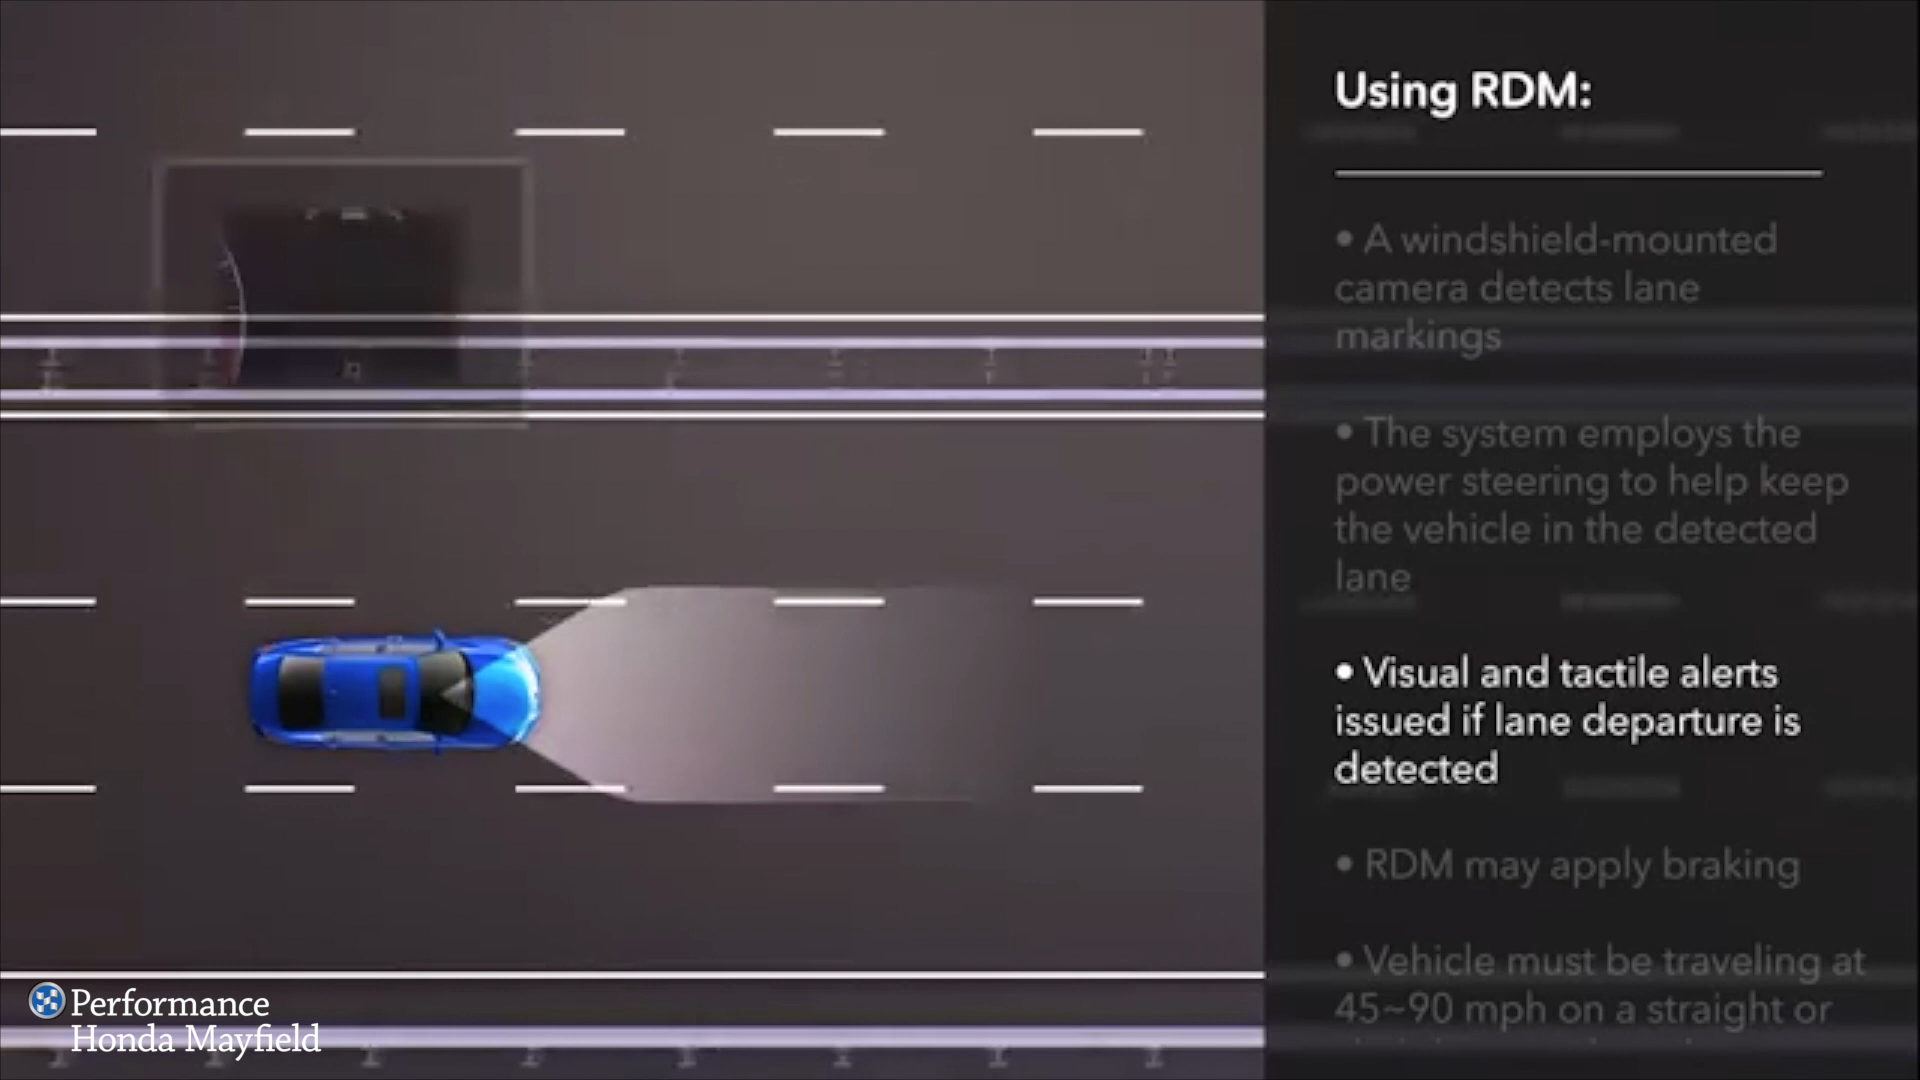 Using RDM:
• A windshield-mounted
camera detects lane
markings
• The system employs the
power steering to help keep
the vehicle in the detected
lane
• Visual and tactile alerts
issued if lane departure is
detected
• RDM may apply braking
• Vehicle must be traveling at
45~90 mph on a straight or
Performance
Honda Mayfield